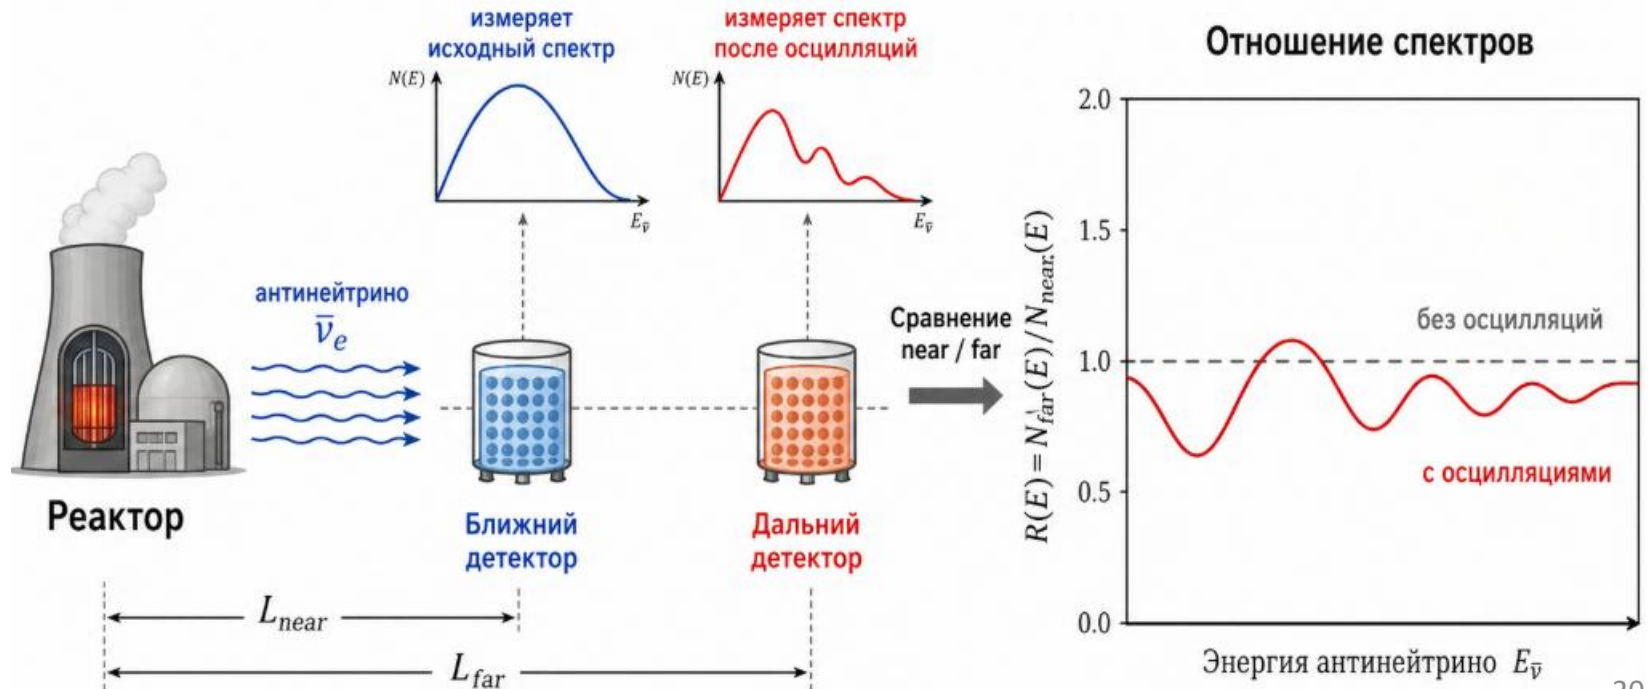 измеряет
исходный спектр
N(E)
E_ν̄
измеряет спектр
после осцилляций
N(E)
E_ν̄
антинейтрино
ν̄_e
Реактор
Ближний
детектор
Дальний
детектор
L_near
L_far
Сравнение
near / far
Отношение спектров
R(E) = N_far(E) / N_near(E)
2.0
1.5
1.0
0.5
0.0
без осцилляций
с осцилляциями
Энергия антинейтрино E_ν̄